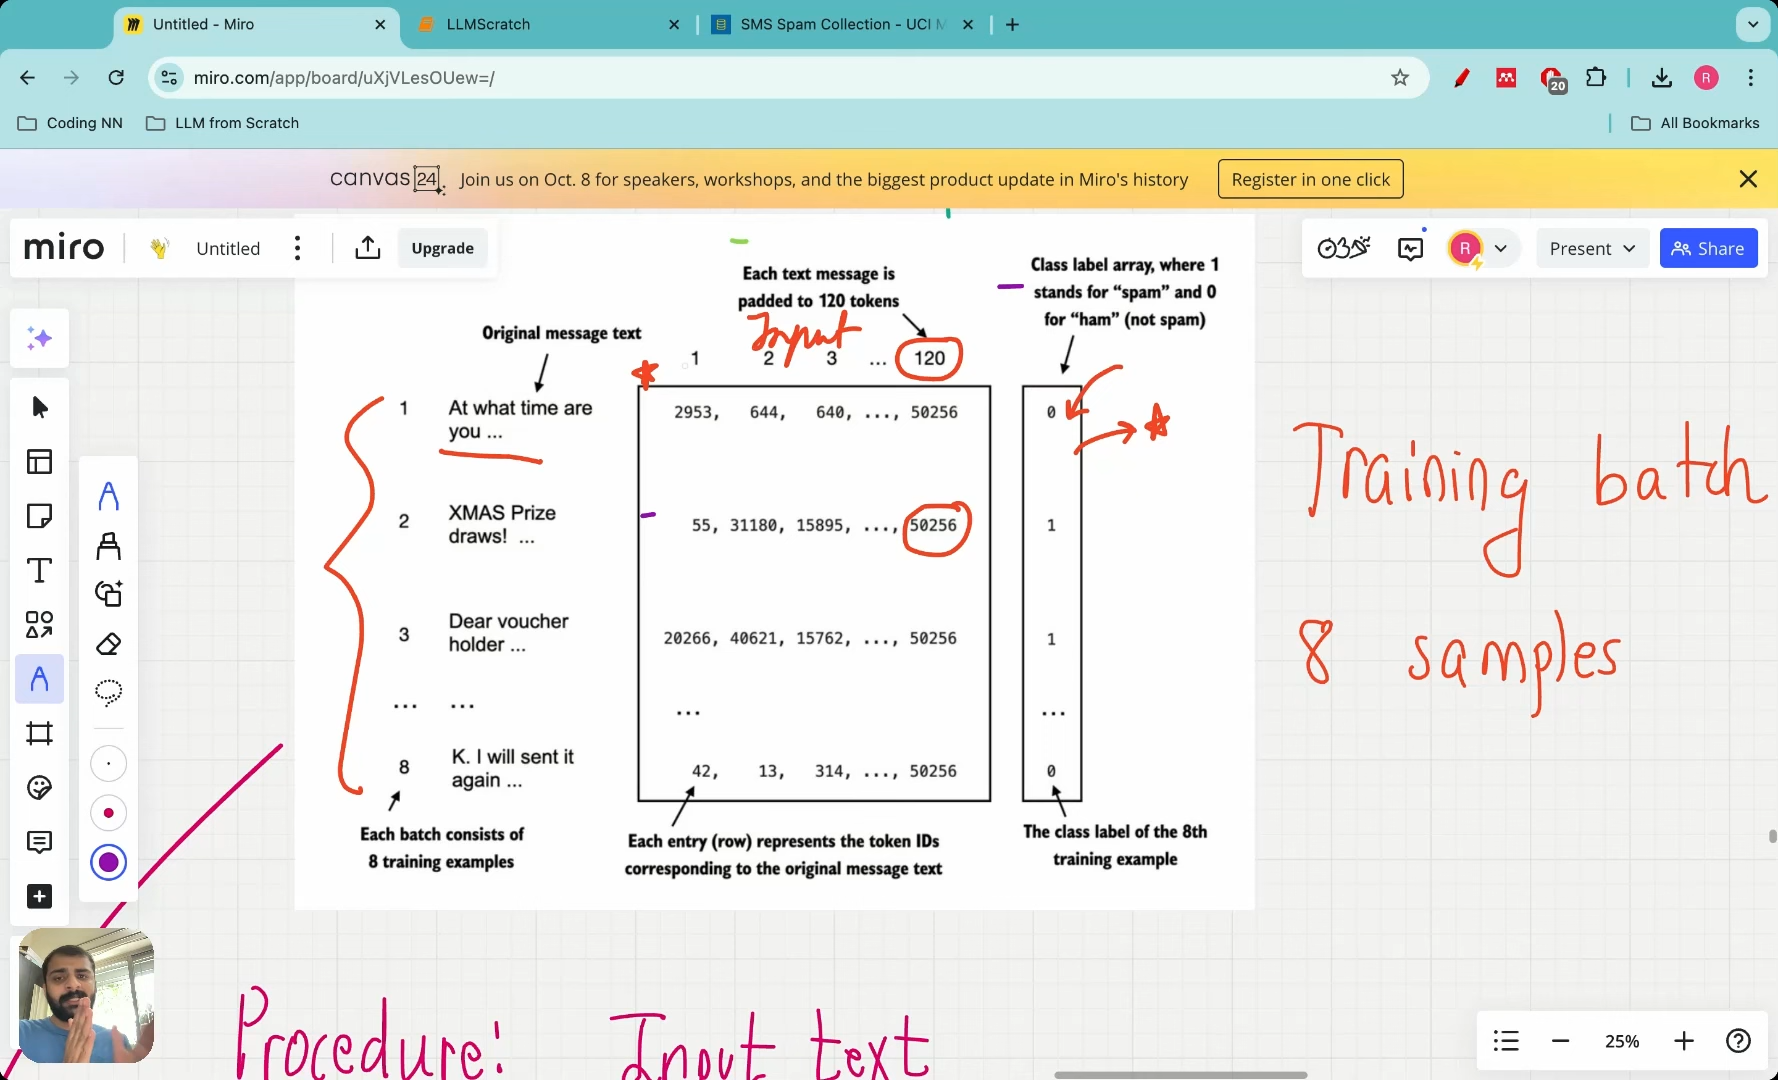 Untitled - Miro
LLMScratch
SMS Spam Collection - UCI M
miro.com/app/board/uXjVLesOUew=/
20
R
Coding NN
LLM from Scratch
All Bookmarks
canvas 24 Join us on Oct. 8 for speakers, workshops, and the biggest product update in Miro's history
Register in one click
miro
Untitled
Upgrade
R
Present
Share
Each text message is
padded to 120 tokens
Class label array, where 1
stands for “spam” and 0
for “ham” (not spam)
Original message text
Input
1 2 3 ... 120
1 At what time are
you ...
2953, 644, 640, ..., 50256
0
2 XMAS Prize
draws! ...
55, 31180, 15895, ..., 50256
1
3 Dear voucher
holder ...
20266, 40621, 15762, ..., 50256
1
... ...
...
...
8 K. I will sent it
again ...
42, 13, 314, ..., 50256
0
Each batch consists of
8 training examples
Each entry (row) represents the token IDs
corresponding to the original message text
The class label of the 8th
training example
Training batch
8 samples
Procedure: Input text
25%